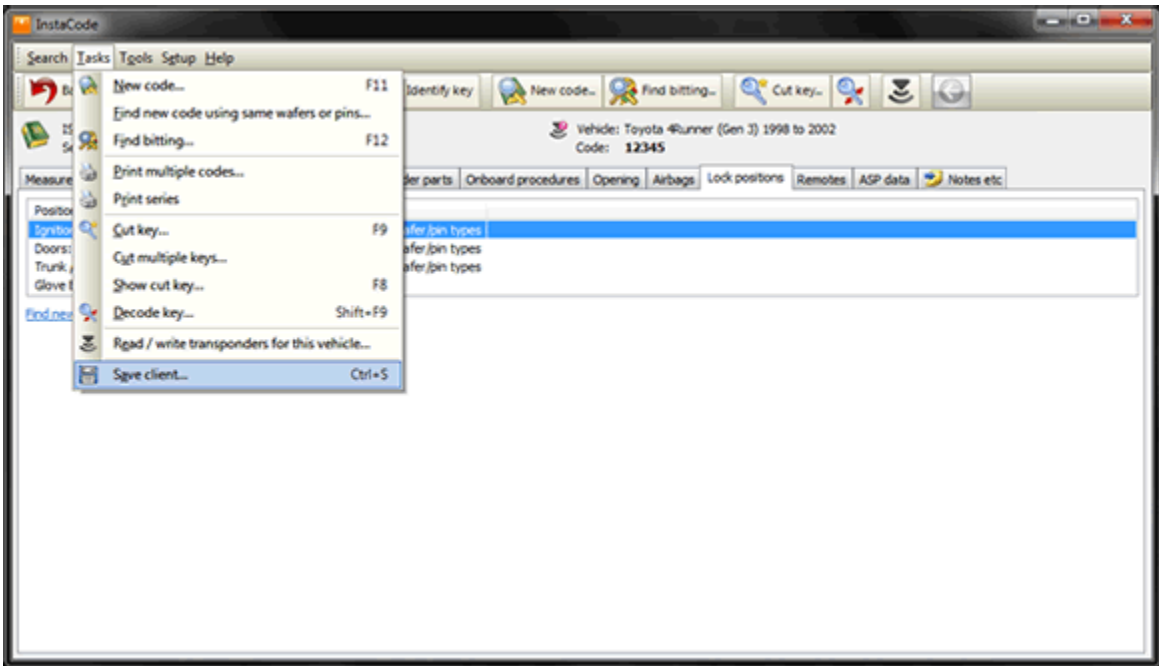 InstaCode
Search Tasks Tools Setup Help
Identify key New code... Find bitting... Cut key...
New code... F11
Find new code using same wafers or pins...
Find bitting... F12
Print multiple codes...
Print series
Cut key... F9
Cut multiple keys...
Show cut key... F8
Decode key... Shift+F9
Read / write transponders for this vehicle...
Save client... Ctrl+S
Vehicle: Toyota 4Runner (Gen 3) 1998 to 2002
Code: 12345
Measure der parts Onboard procedures Opening Airbags Lock positions Remotes ASP data Notes etc
Position
Ignition afer/pin types
Doors: afer/pin types
Trunk / afer/pin types
Glove
Find new